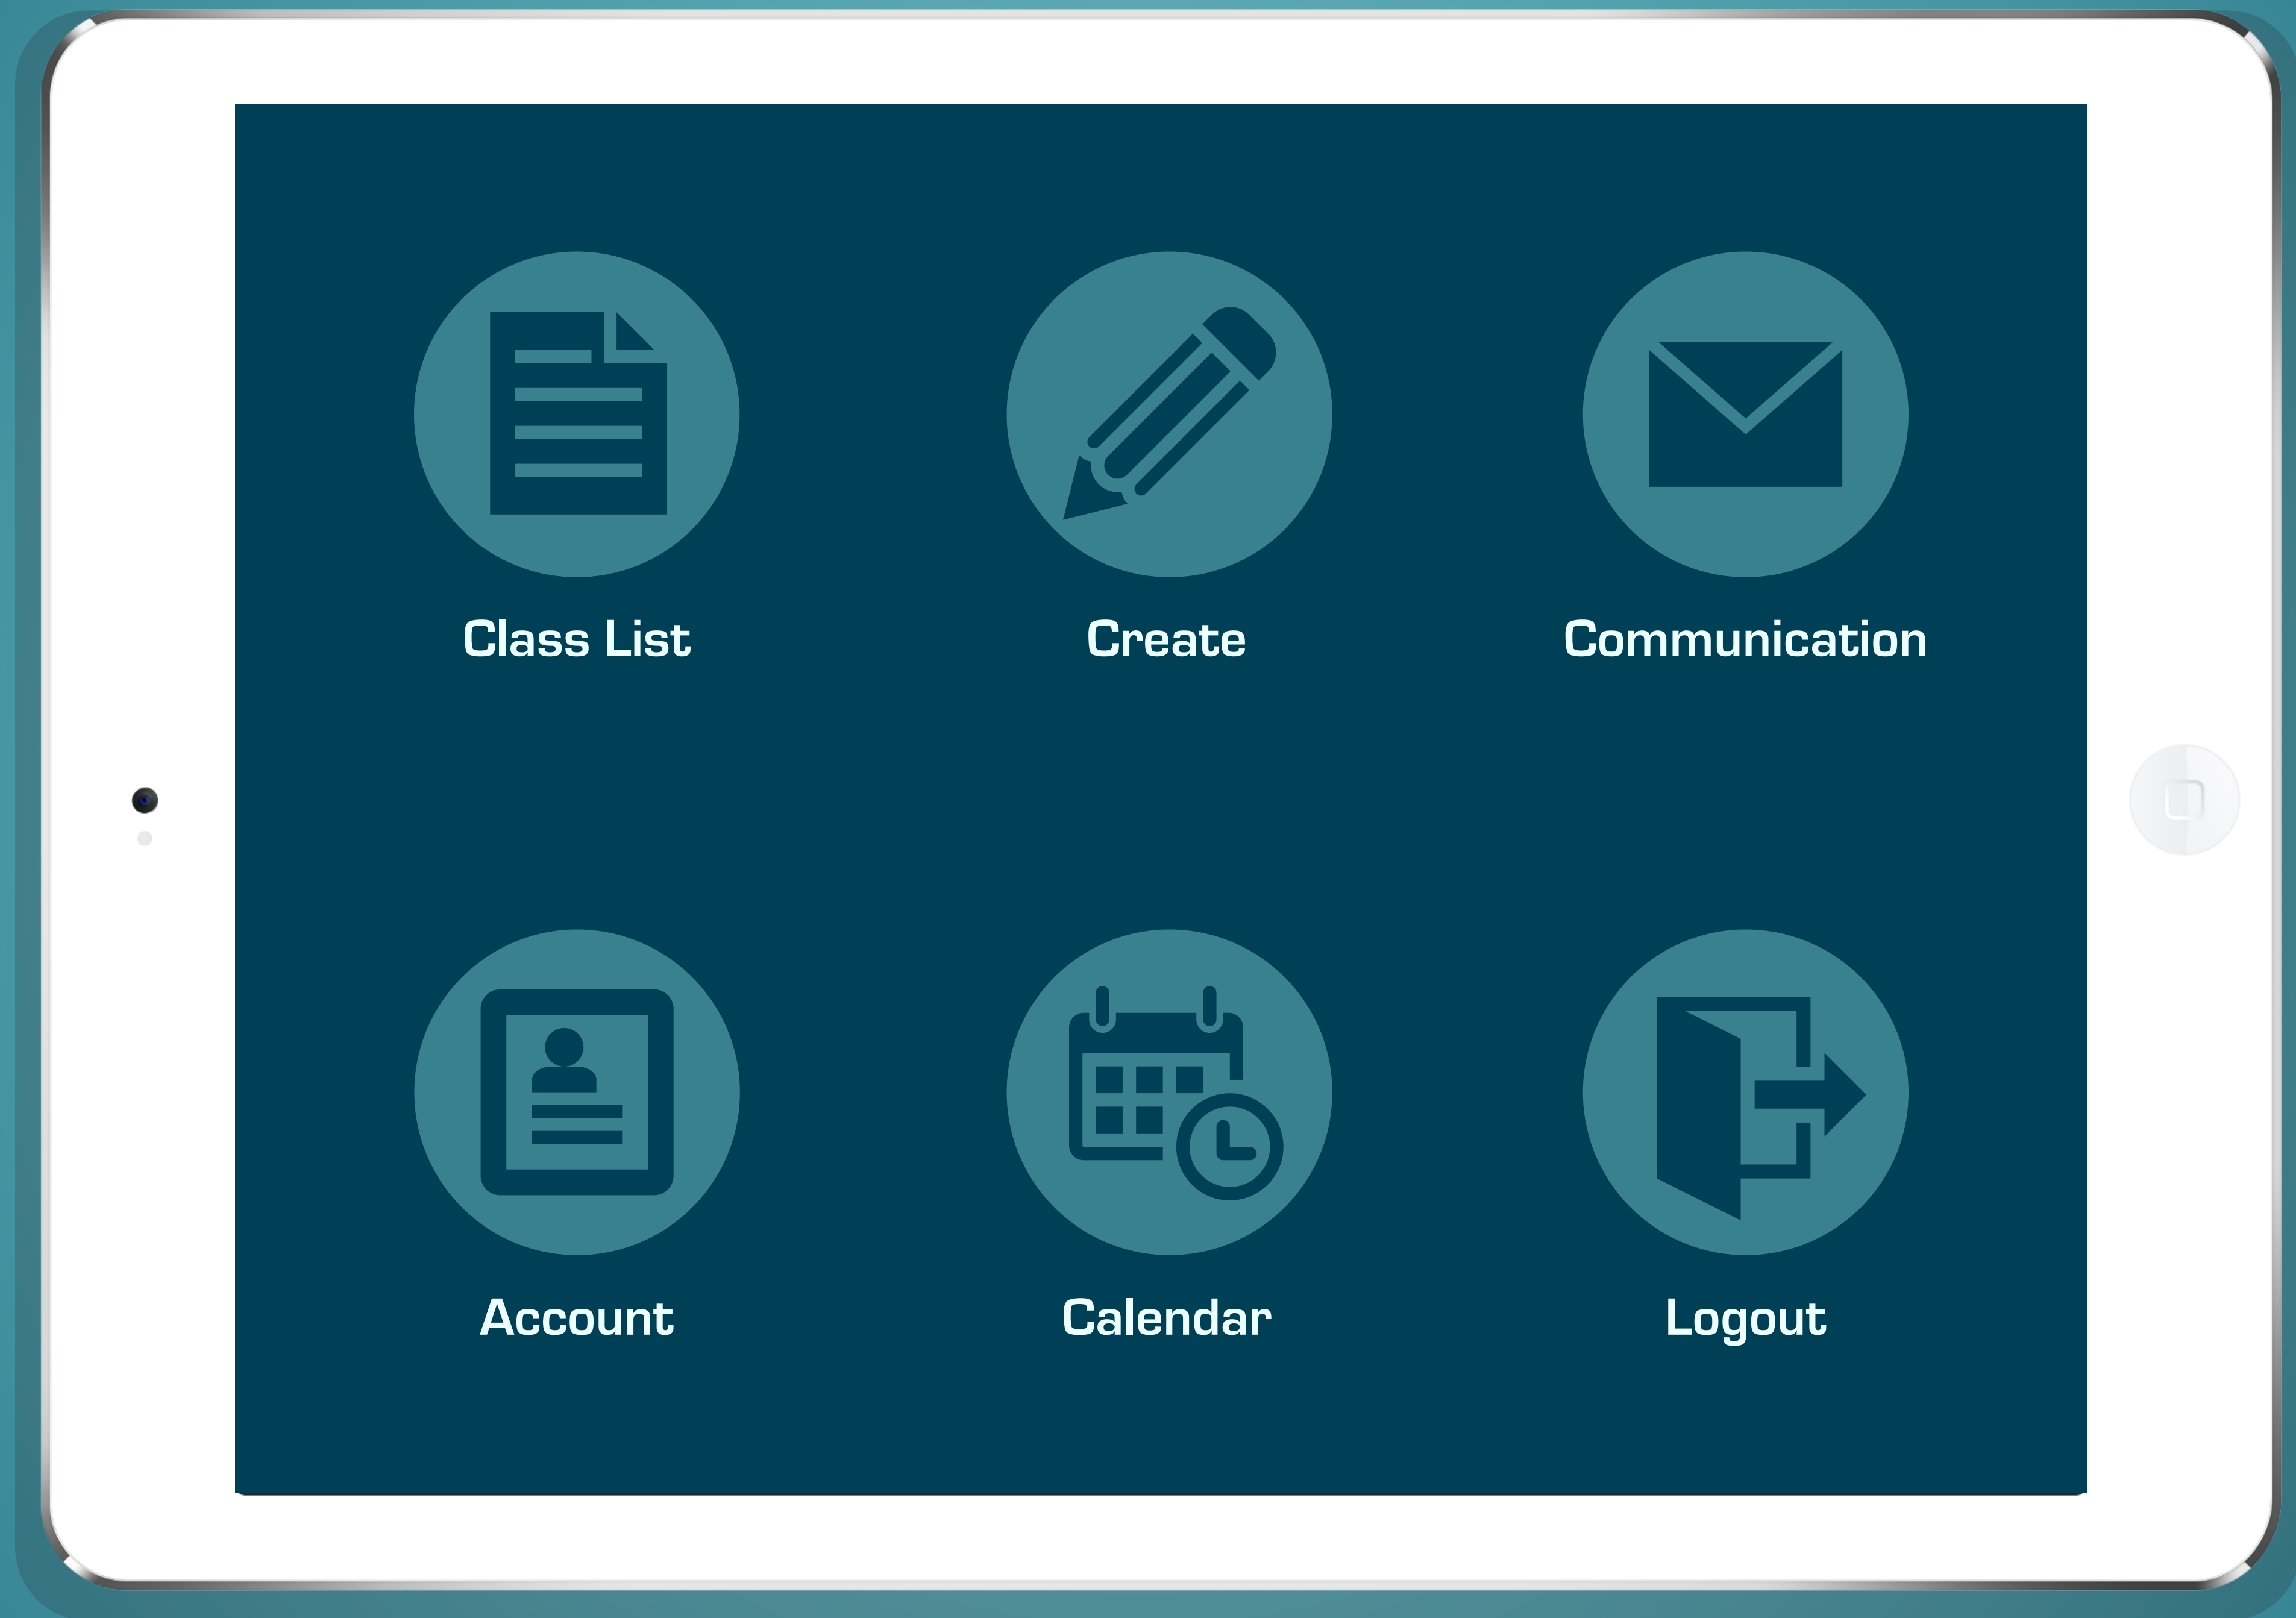 Class List
Create
Communication
Account
Calendar
Logout